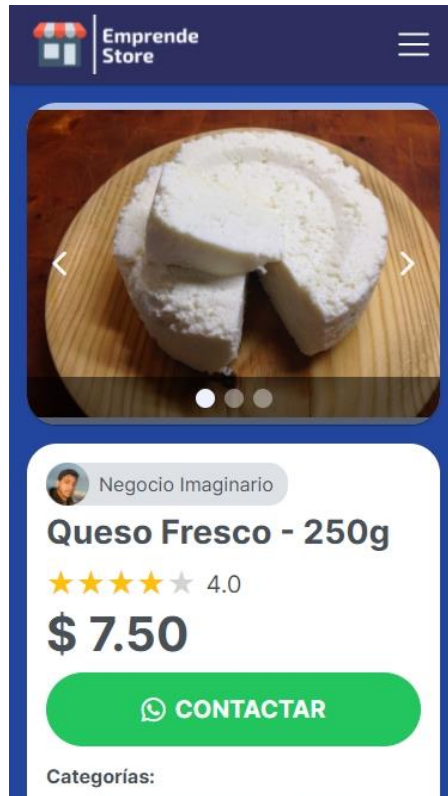 Emprende
Store
Negocio Imaginario
Queso Fresco - 250g
4.0
$ 7.50
CONTACTAR
Categorías: